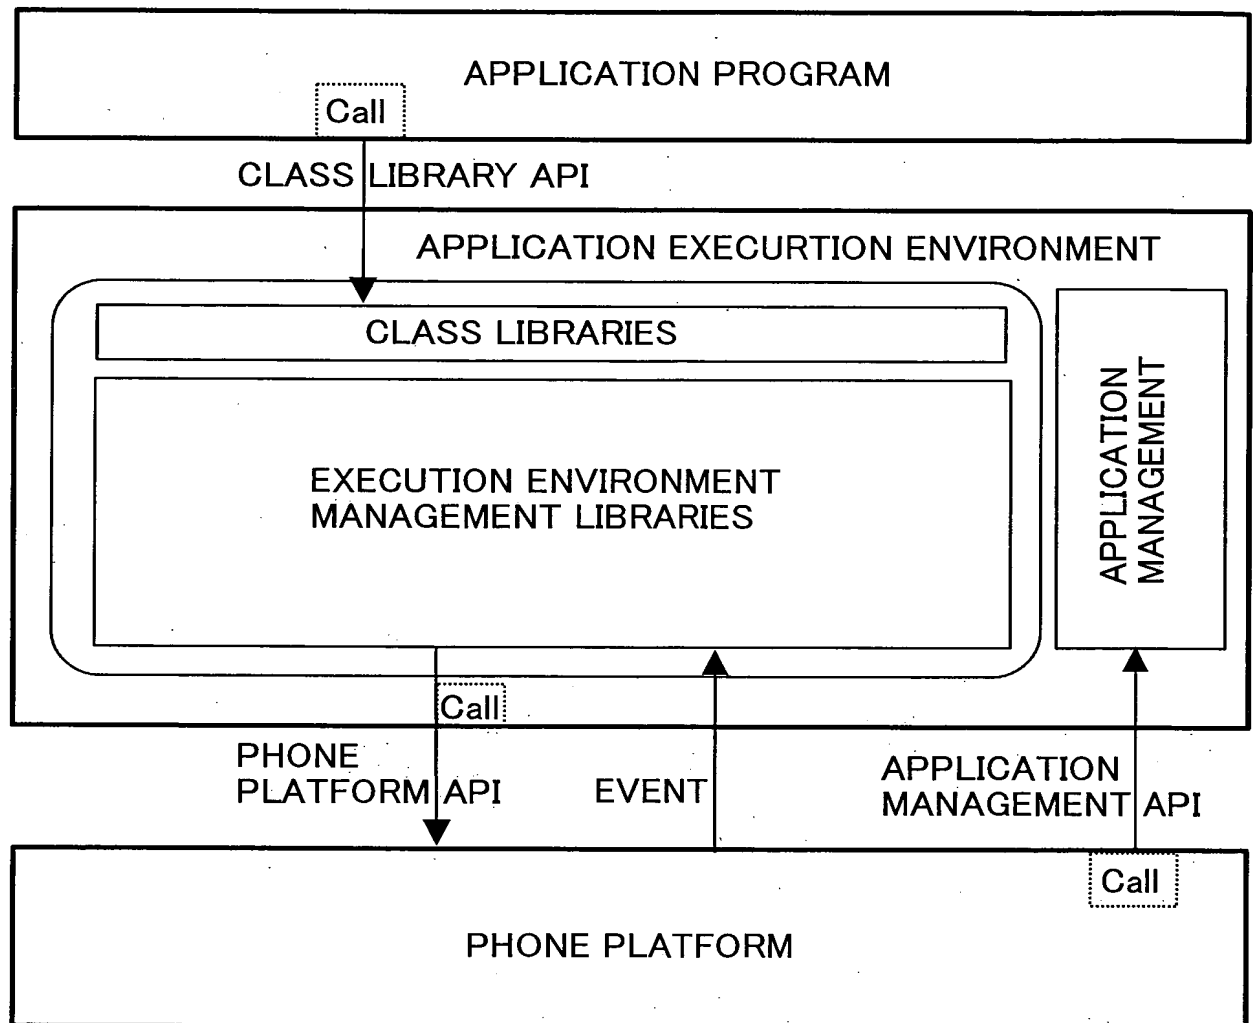 APPLICATION PROGRAM
Call
CLASS LIBRARY API
APPLICATION EXECURTION ENVIRONMENT
CLASS LIBRARIES
EXECUTION ENVIRONMENT
MANAGEMENT LIBRARIES
APPLICATION
MANAGEMENT
Call
PHONE
PLATFORM API
EVENT
APPLICATION
MANAGEMENT API
Call
PHONE PLATFORM